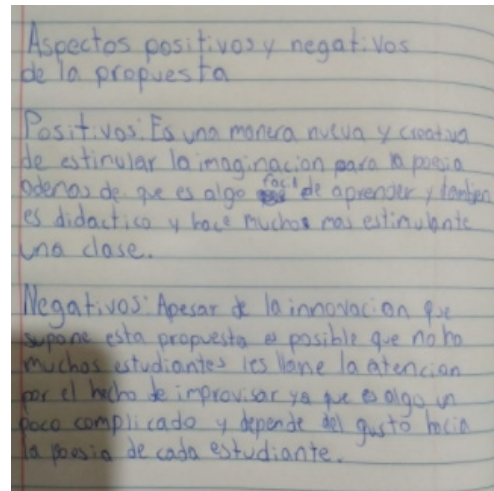 Aspectos positivos y negativos
de la propuesta
Positivos: Es una manera nueva y creativa
de estimular la imaginacion para la poesia
ademas de que es algo facil de aprender y tambien
es didactico y hace mucho mas estimulante
una clase.
Negativos: Apesar de la innovacion que
supone esta propuesta es posible que no ha
muchos estudiantes les llame la atencion
por el hecho de improvisar ya que es algo un
poco complicado y depende del gusto hacia
la poesia de cada estudiante.